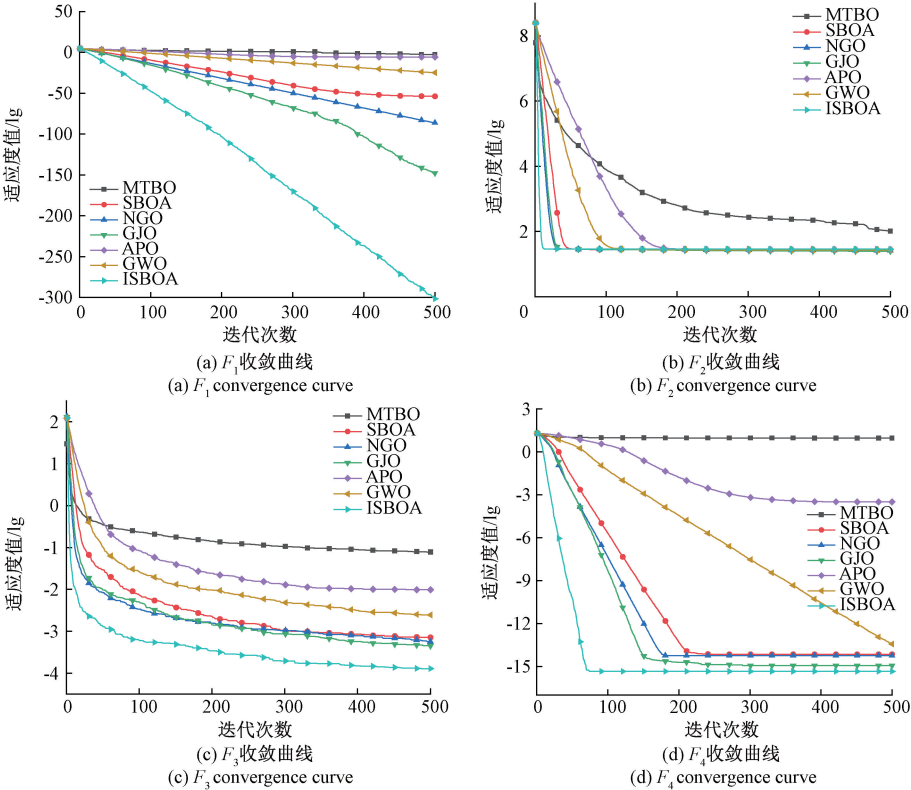 50
0
-50
-100
-150
-200
-250
-300
适应度值/lg
MTBO
SBOA
NGO
GJO
APO
GWO
ISBOA
0 100 200 300 400 500
迭代次数
(a) F1收敛曲线
(a) F1 convergence curve
8
6
4
2
适应度值/lg
MTBO
SBOA
NGO
GJO
APO
GWO
ISBOA
0 100 200 300 400 500
迭代次数
(b) F2收敛曲线
(b) F2 convergence curve
2
1
0
-1
-2
-3
-4
适应度值/lg
MTBO
SBOA
NGO
GJO
APO
GWO
ISBOA
0 100 200 300 400 500
迭代次数
(c) F3收敛曲线
(c) F3 convergence curve
3
0
-3
-6
-9
-12
-15
适应度值/lg
MTBO
SBOA
NGO
GJO
APO
GWO
ISBOA
0 100 200 300 400 500
迭代次数
(d) F4收敛曲线
(d) F4 convergence curve